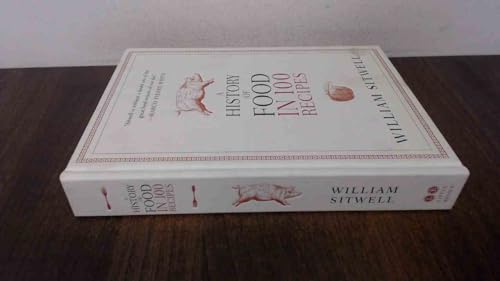 A
HISTORY
OF
FOOD
IN 100
RECIPES
WILLIAM SITWELL
A
HISTORY
OF FOOD
IN 100
RECIPES
WILLIAM
SITWELL